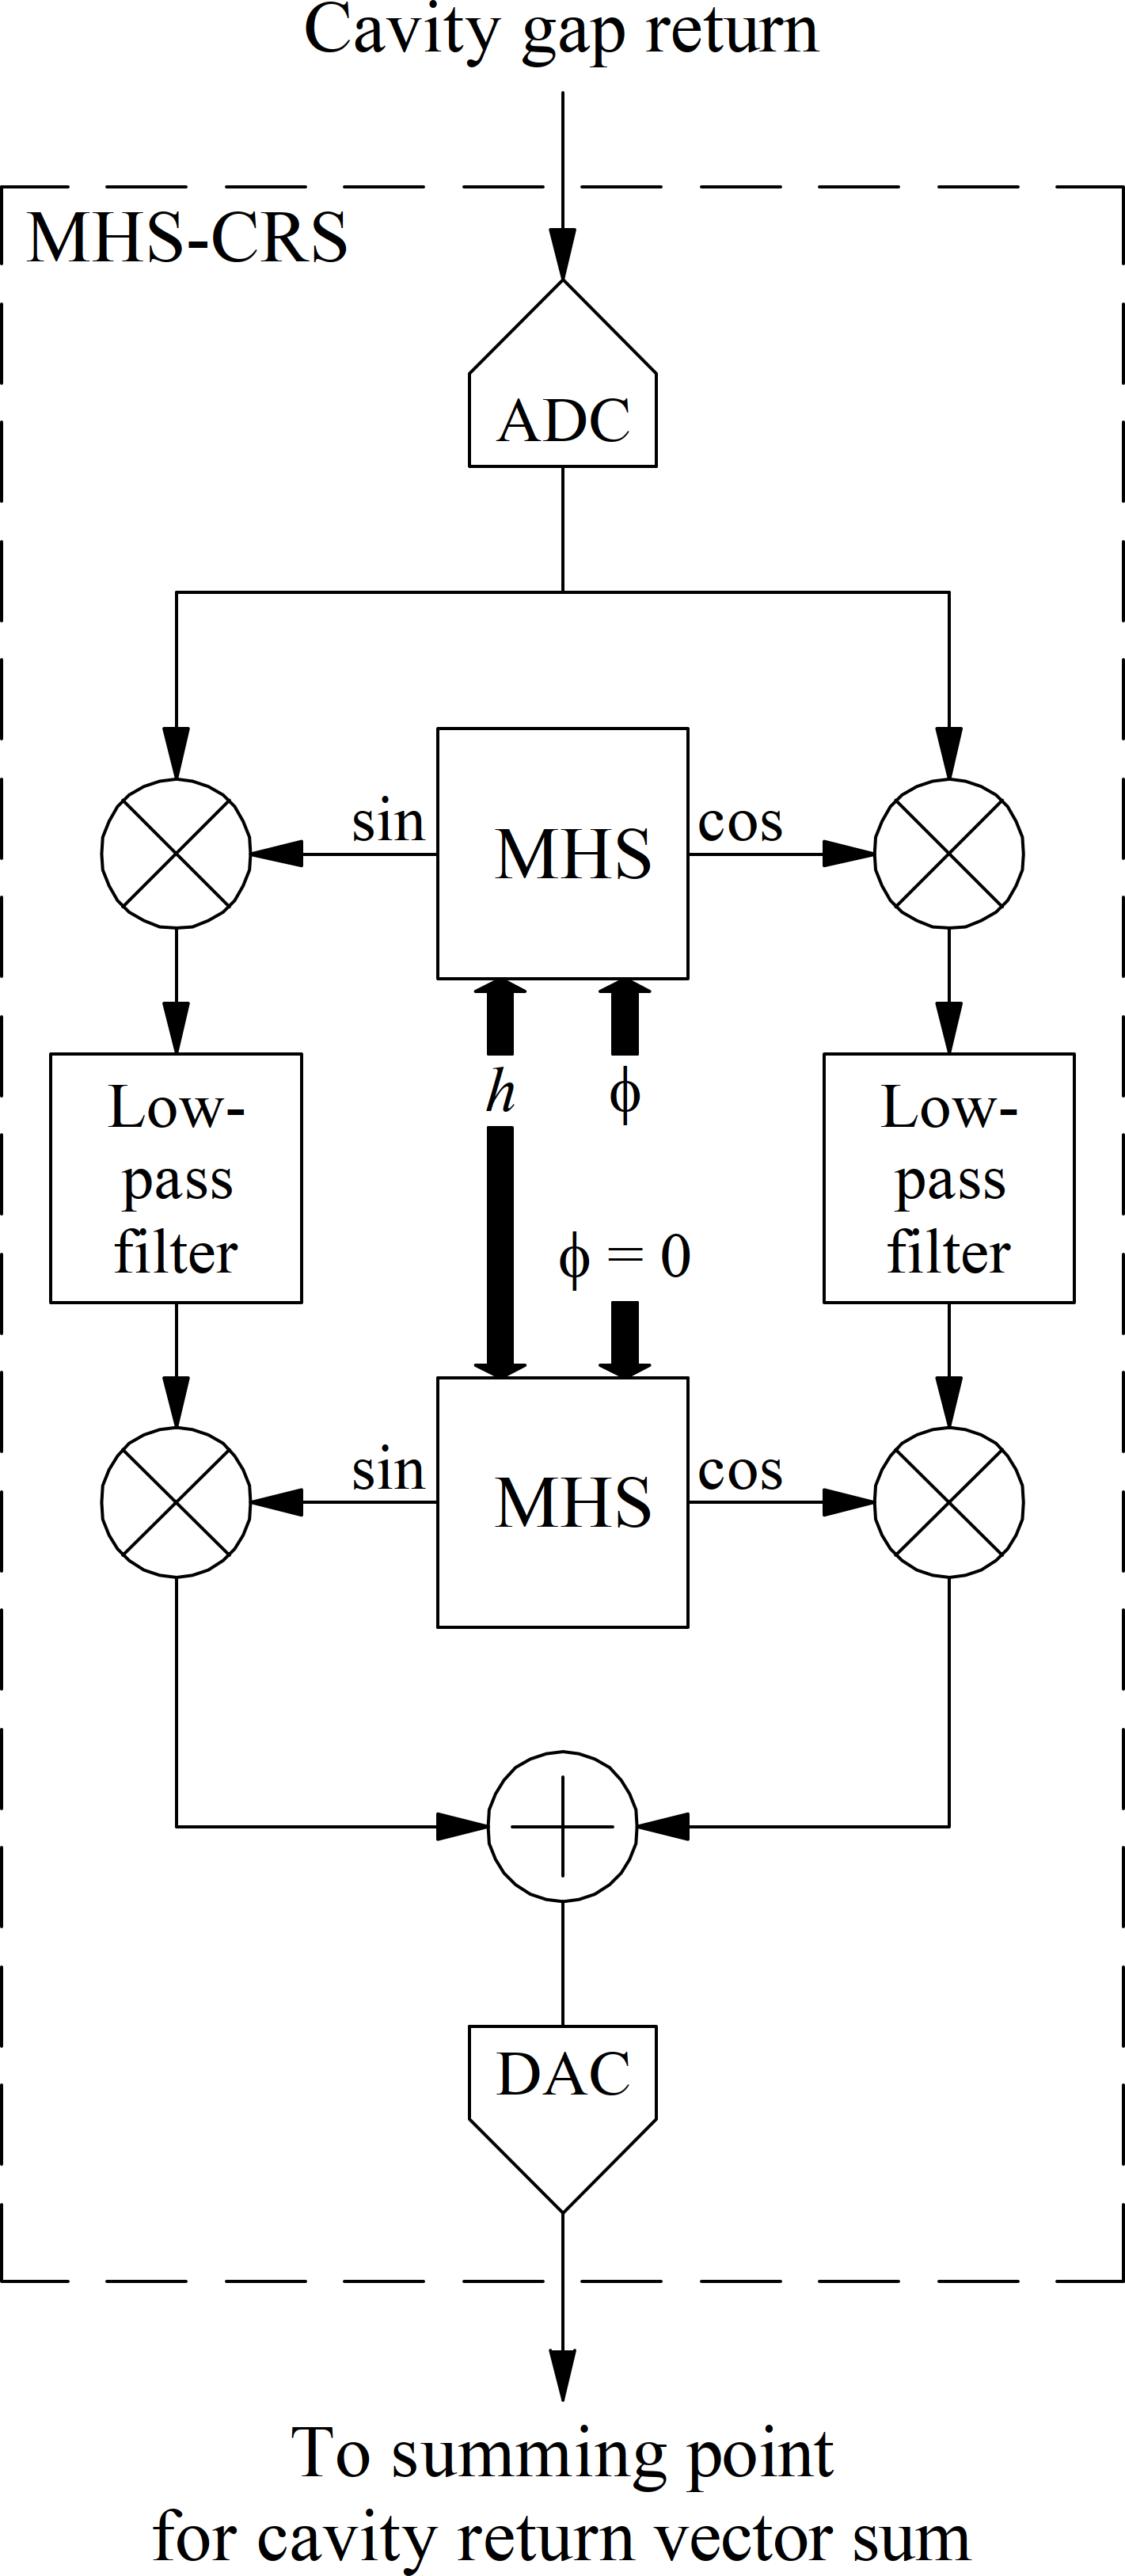 Cavity gap return
MHS-CRS
ADC
sin
MHS
cos
h
ϕ
Low-
pass
filter
Low-
pass
filter
ϕ = 0
sin
MHS
cos
DAC
To summing point
for cavity return vector sum